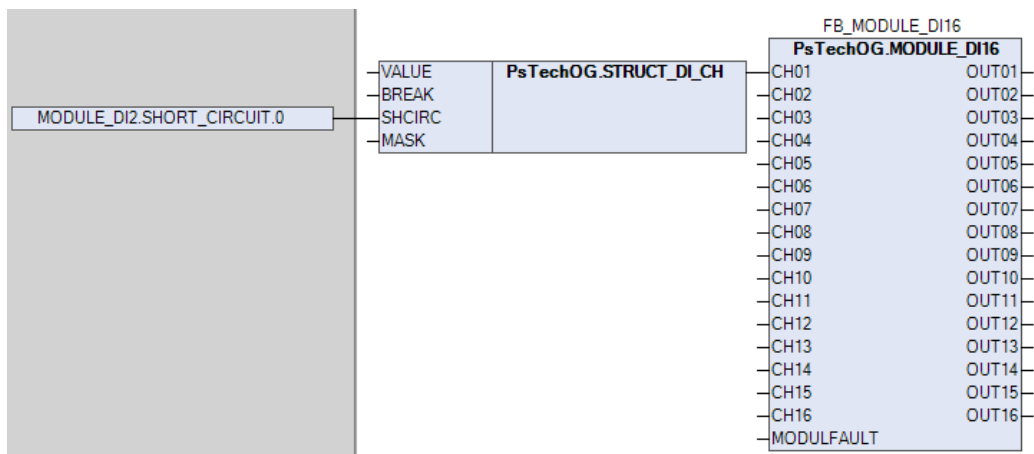 FB_MODULE_DI16
PsTechOG.MODULE_DI16
VALUE PsTechOG.STRUCT_DI_CH CH01 OUT01
BREAK CH02 OUT02
MODULE_DI2.SHORT_CIRCUIT.0 SHCIRC CH03 OUT03
MASK CH04 OUT04
CH05 OUT05
CH06 OUT06
CH07 OUT07
CH08 OUT08
CH09 OUT09
CH10 OUT10
CH11 OUT11
CH12 OUT12
CH13 OUT13
CH14 OUT14
CH15 OUT15
CH16 OUT16
MODULFAULT